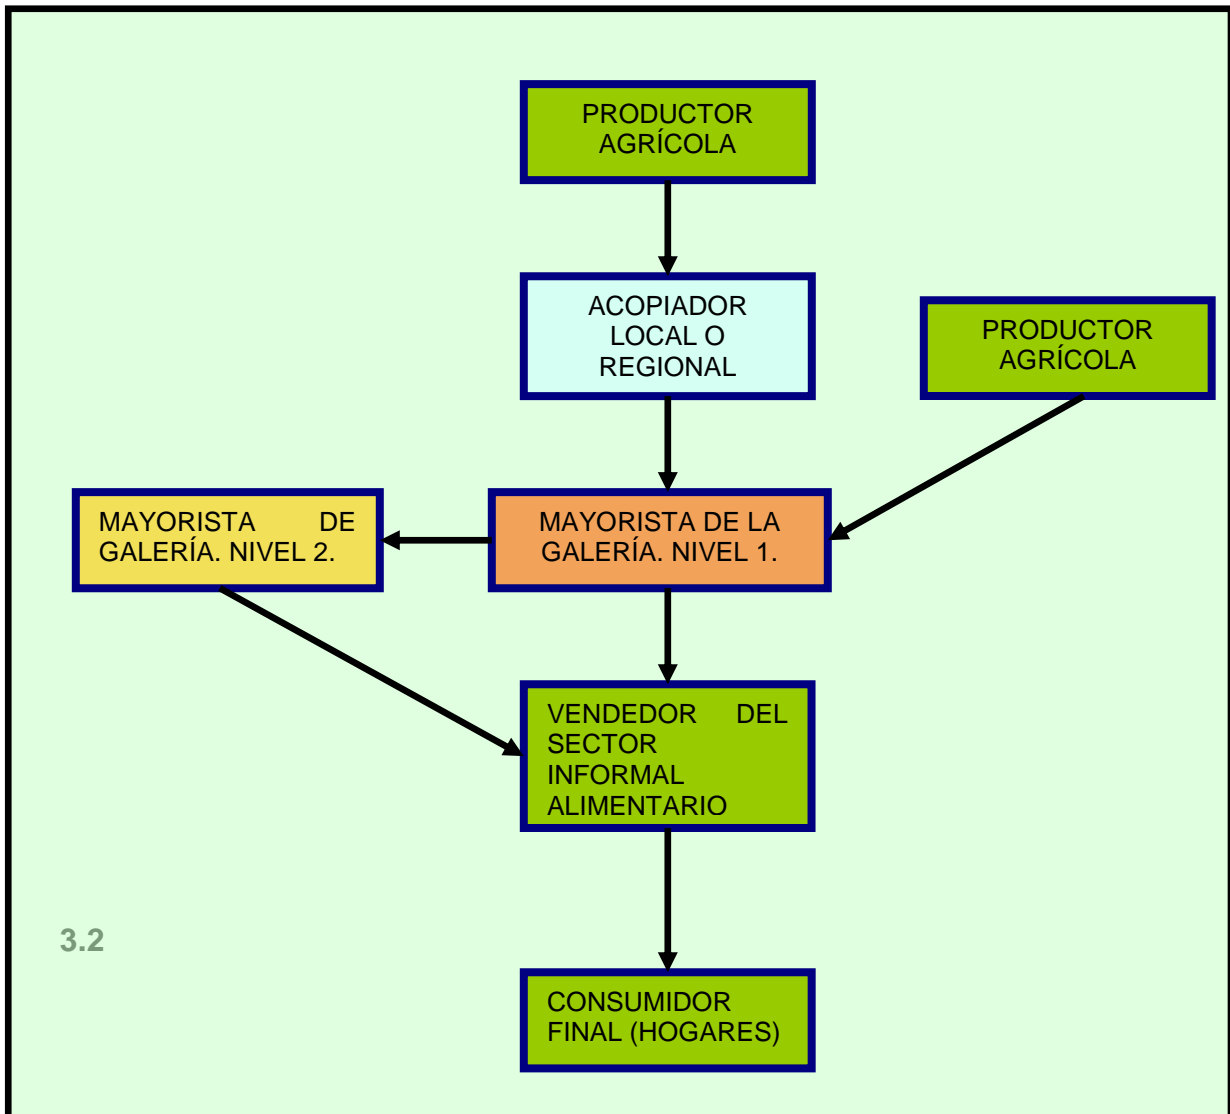 PRODUCTOR
AGRÍCOLA
ACOPIADOR
LOCAL O
REGIONAL
PRODUCTOR
AGRÍCOLA
MAYORISTA DE
GALERÍA. NIVEL 2.
MAYORISTA DE LA
GALERÍA. NIVEL 1.
VENDEDOR DEL
SECTOR
INFORMAL
ALIMENTARIO
3.2
CONSUMIDOR
FINAL (HOGARES)